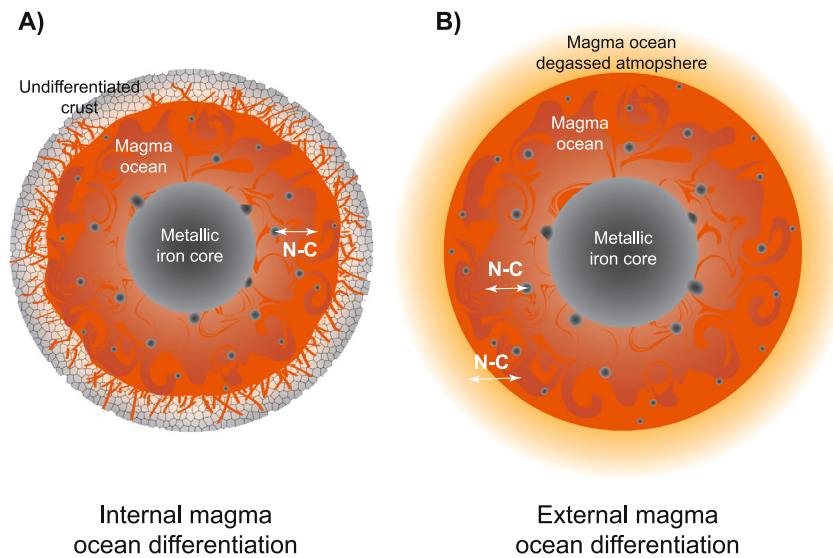 A)
Undifferentiated
crust
Magma
ocean
Metallic
iron core
N-C
Internal magma
ocean differentiation
B)
Magma ocean
degassed atmopshere
Magma
ocean
Metallic
iron core
N-C
N-C
External magma
ocean differentiation